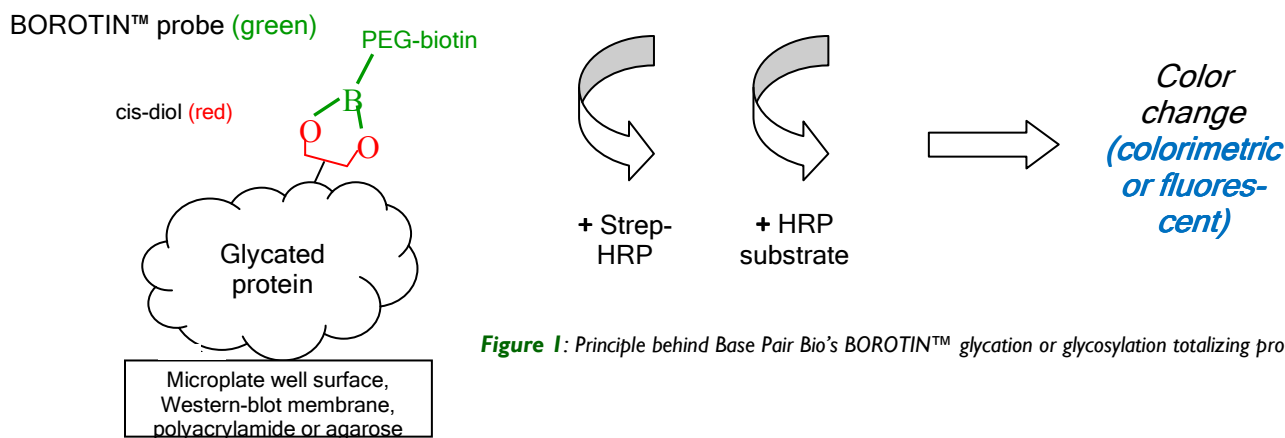 BOROTIN™ probe (green)
PEG-biotin
B
cis-diol (red)
O
O
Glycated
protein
Microplate well surface,
Western-blot membrane,
polyacrylamide or agarose
+ Strep-
HRP
+ HRP
substrate
Color
change
(colorimetric
or fluores-
cent)
Figure 1: Principle behind Base Pair Bio's BOROTIN™ glycation or glycosylation totalizing pro